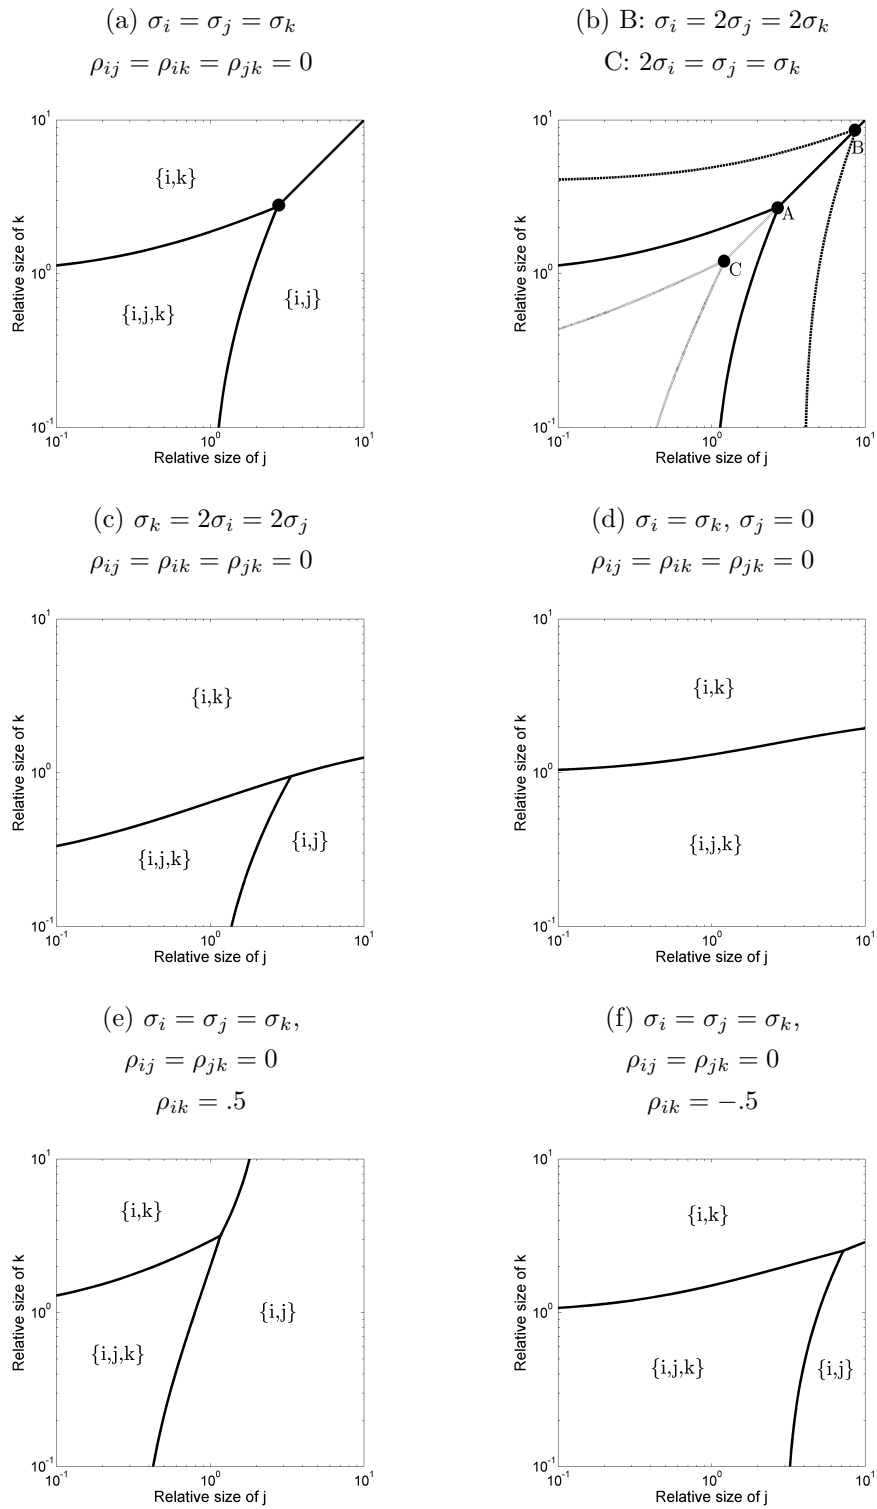 (a) σ_i = σ_j = σ_k
ρ_ij = ρ_ik = ρ_jk = 0
10^1
{i,k}
Relative size of k
10^0
{i,j,k}
{i,j}
10^-1
10^-1 10^0 10^1
Relative size of j
(b) B: σ_i = 2σ_j = 2σ_k
C: 2σ_i = σ_j = σ_k
10^1
B
A
Relative size of k
10^0
C
10^-1
10^-1 10^0 10^1
Relative size of j
(c) σ_k = 2σ_i = 2σ_j
ρ_ij = ρ_ik = ρ_jk = 0
10^1
{i,k}
Relative size of k
10^0
{i,j,k}
{i,j}
10^-1
10^-1 10^0 10^1
Relative size of j
(d) σ_i = σ_k, σ_j = 0
ρ_ij = ρ_ik = ρ_jk = 0
10^1
{i,k}
Relative size of k
10^0
{i,j,k}
10^-1
10^-1 10^0 10^1
Relative size of j
(e) σ_i = σ_j = σ_k,
ρ_ij = ρ_jk = 0
ρ_ik = .5
10^1
{i,k}
Relative size of k
10^0
{i,j}
{i,j,k}
10^-1
10^-1 10^0 10^1
Relative size of j
(f) σ_i = σ_j = σ_k,
ρ_ij = ρ_jk = 0
ρ_ik = −.5
10^1
{i,k}
Relative size of k
10^0
{i,j,k}
{i,j}
10^-1
10^-1 10^0 10^1
Relative size of j